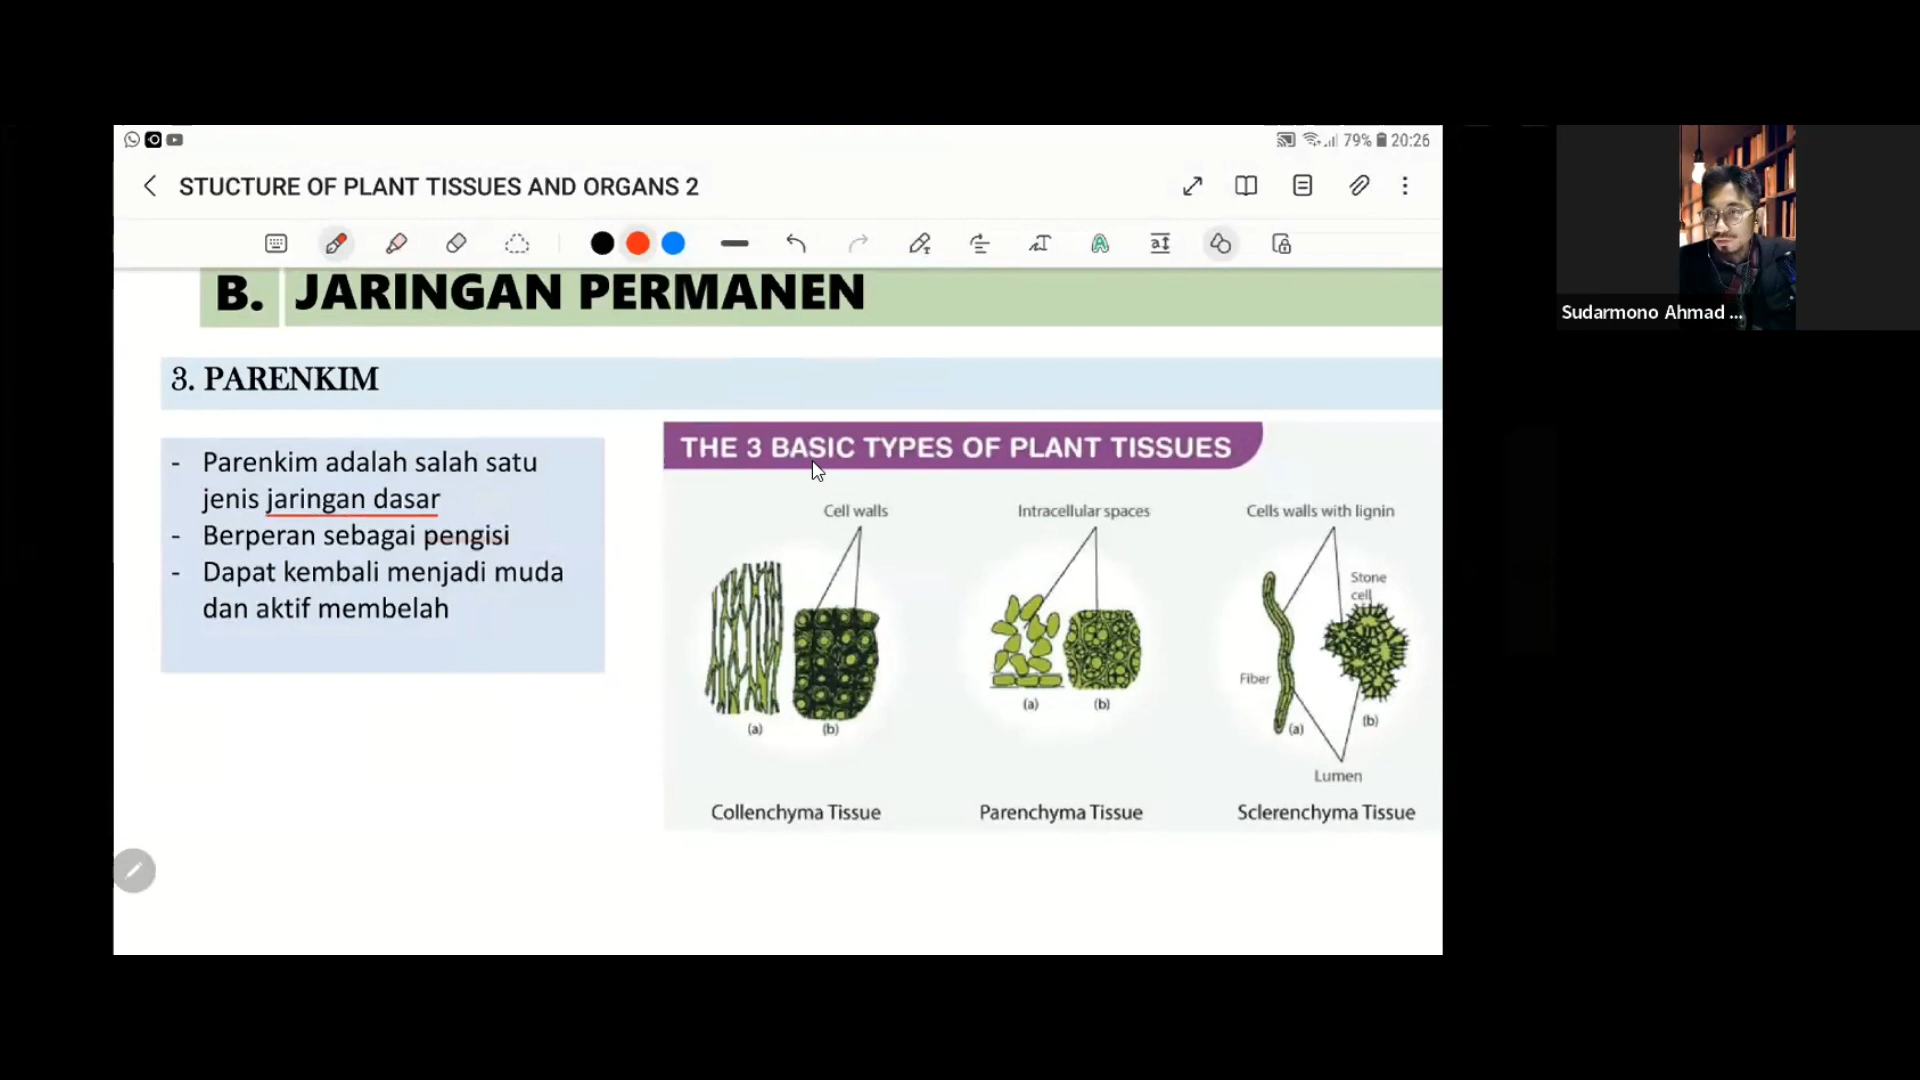 79% 20:26
STUCTURE OF PLANT TISSUES AND ORGANS 2
B. JARINGAN PERMANEN
3. PARENKIM
- Parenkim adalah salah satu
jenis jaringan dasar
- Berperan sebagai pengisi
- Dapat kembali menjadi muda
dan aktif membelah
THE 3 BASIC TYPES OF PLANT TISSUES
Cell walls
(a)
(b)
Collenchyma Tissue
Intracellular spaces
(a)
(b)
Parenchyma Tissue
Cells walls with lignin
Stone
cell
Fiber
(a)
(b)
Lumen
Sclerenchyma Tissue
Sudarmono Ahmad ...